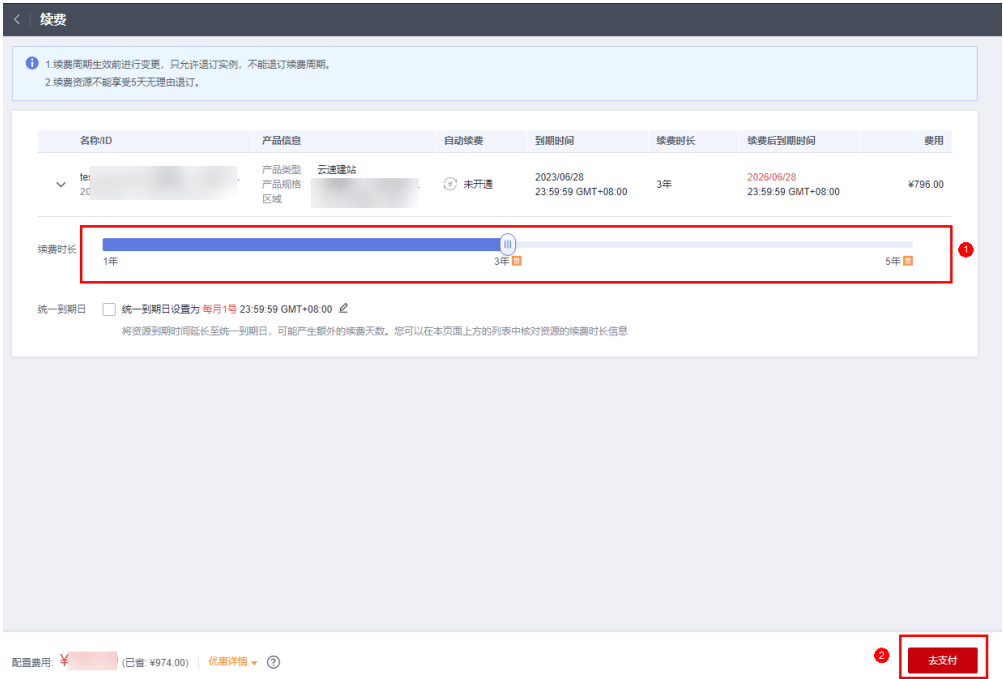 续费
1.续费周期生效前进行变更，只允许退订实例，不能退订续费周期。
2.续费资源不能享受5天无理由退订。
名称/ID 产品信息 自动续费 到期时间 续费时长 续费后到期时间 费用
tes
20
产品类型 云速建站
产品规格
区域
未开通
2023/06/28
23:59:59 GMT+08:00
3年
2026/06/28
23:59:59 GMT+08:00
¥796.00
续费时长
1年 3年 惠 5年 惠
1
统一到期日 统一到期日设置为 每月1号 23:59:59 GMT+08:00
将资源到期时间延长至统一到期日，可能产生额外的续费天数。您可以在本页面上方的列表中核对资源的续费时长信息
配置费用: ¥ (已省: ¥974.00) 优惠详情 ?
2
去支付